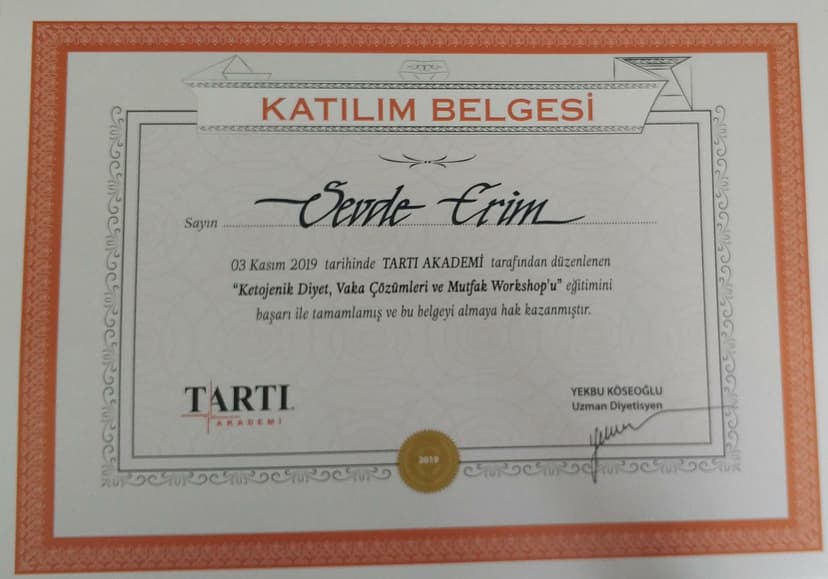 KATILIM BELGESİ
Sayın Sevde Erim
03 Kasım 2019 tarihinde TARTI AKADEMİ tarafından düzenlenen
“Ketojenik Diyet, Vaka Çözümleri ve Mutfak Workshop'u” eğitimini
başarı ile tamamlamış ve bu belgeyi almaya hak kazanmıştır.
TARTI
AKADEMİ
YEKBU KÖSEOĞLU
Uzman Diyetisyen
2019